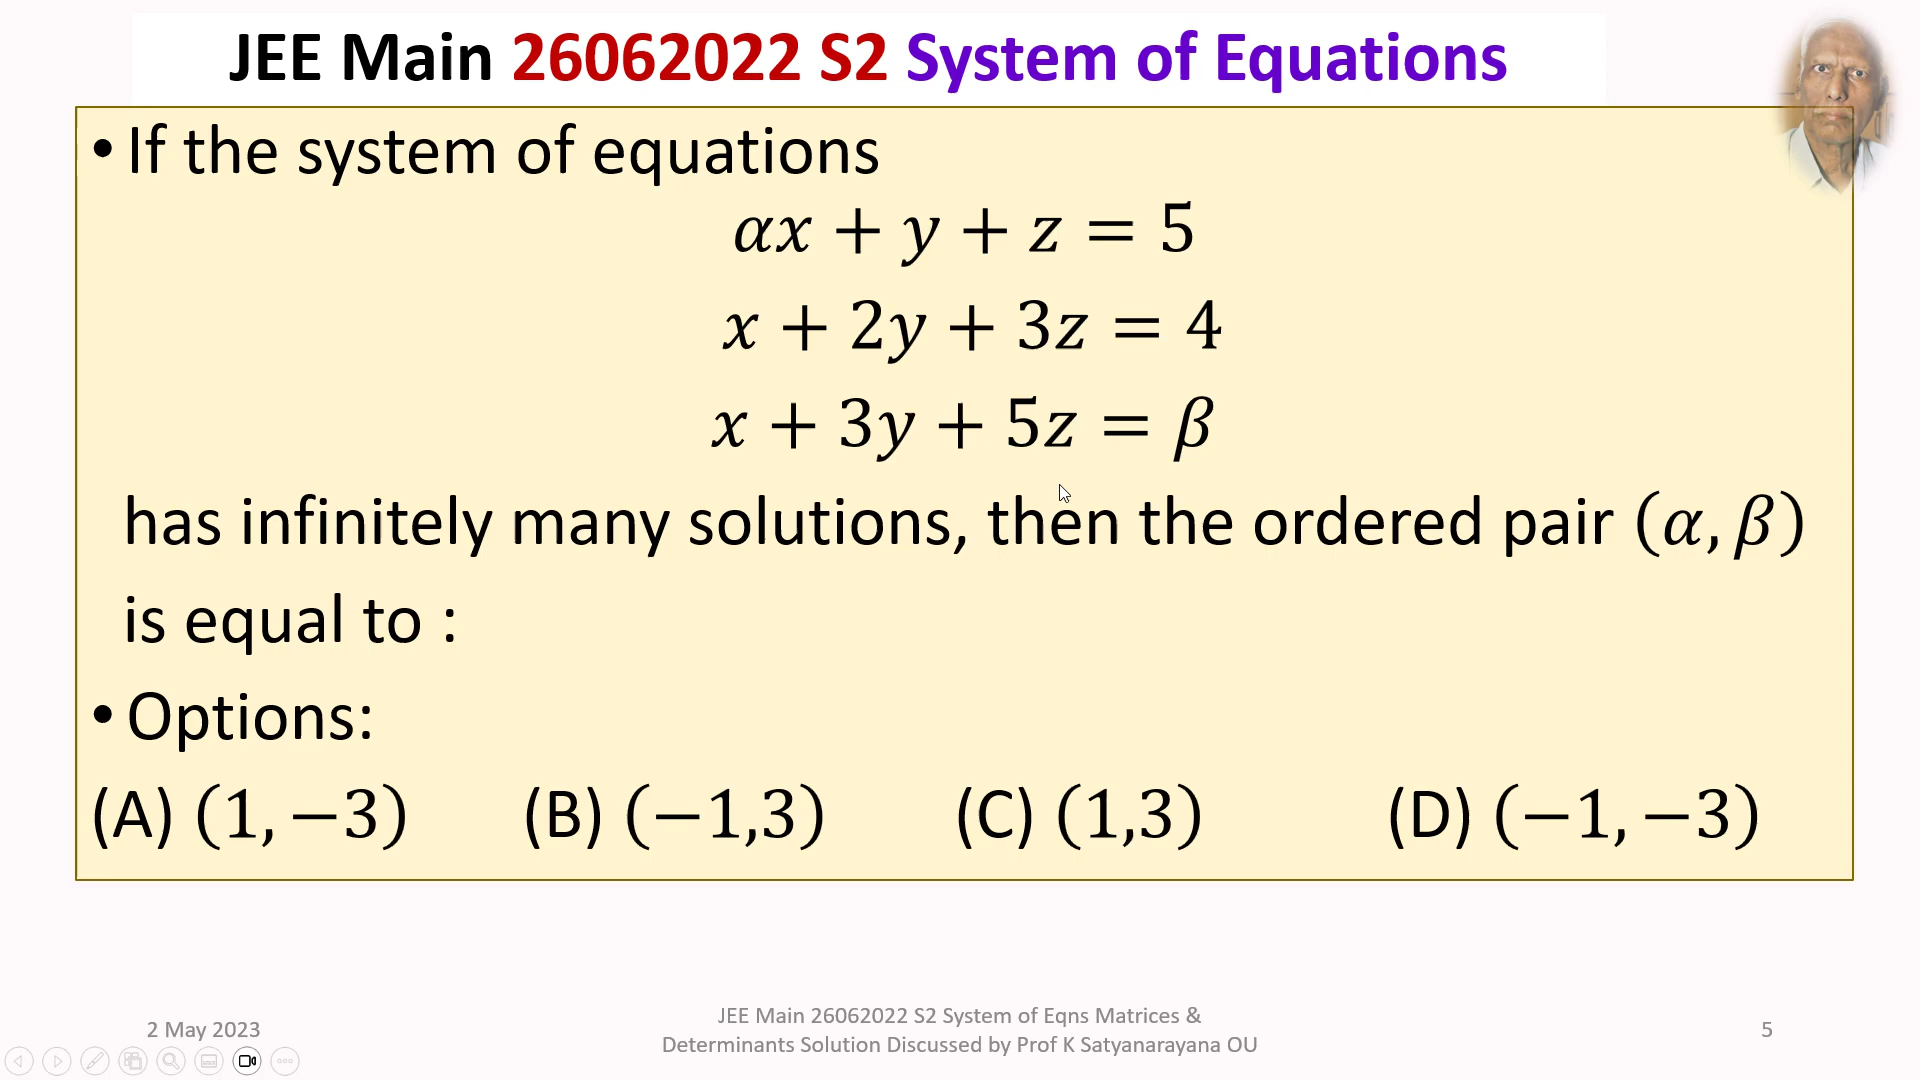 JEE Main 26062022 S2 System of Equations
• If the system of equations
αx + y + z = 5
x + 2y + 3z = 4
x + 3y + 5z = β
has infinitely many solutions, then the ordered pair (α, β)
is equal to :
• Options:
(A) (1, −3) (B) (−1,3) (C) (1,3) (D) (−1, −3)
2 May 2023
JEE Main 26062022 S2 System of Eqns Matrices &
Determinants Solution Discussed by Prof K Satyanarayana OU
5